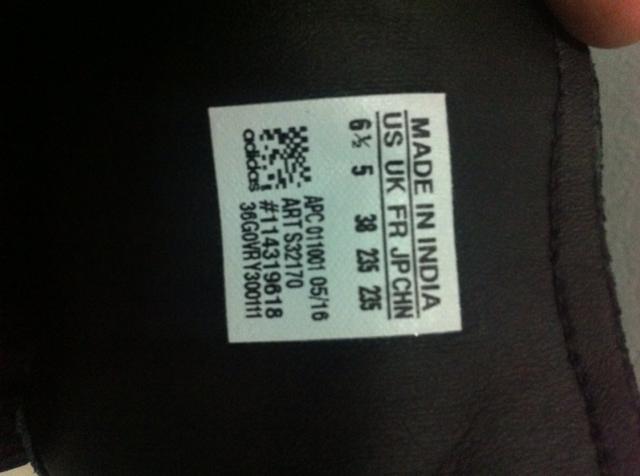 MADE IN INDIA
US UK FR JP CHN
6½ 5 38 235 235
APC 011001 05/16
ART S32170
#114319618
adidas 36G0VRY300111